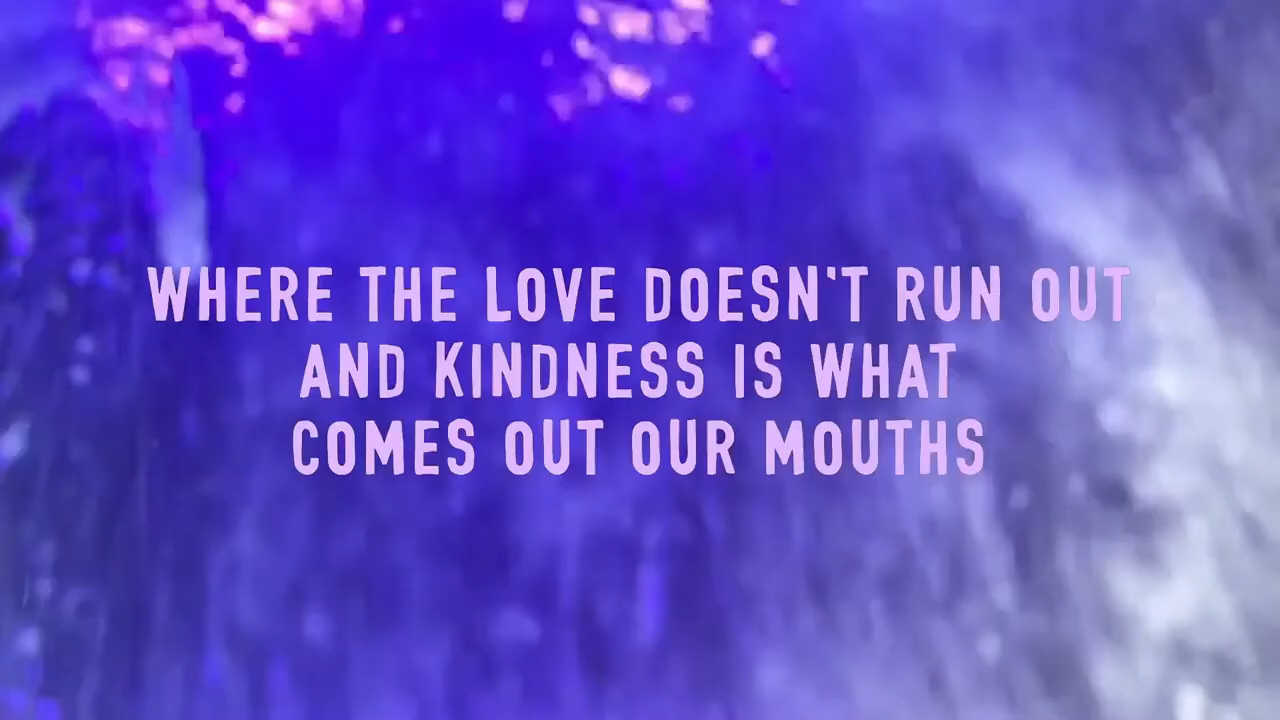 WHERE THE LOVE DOESN'T RUN OUT
AND KINDNESS IS WHAT
COMES OUT OUR MOUTHS